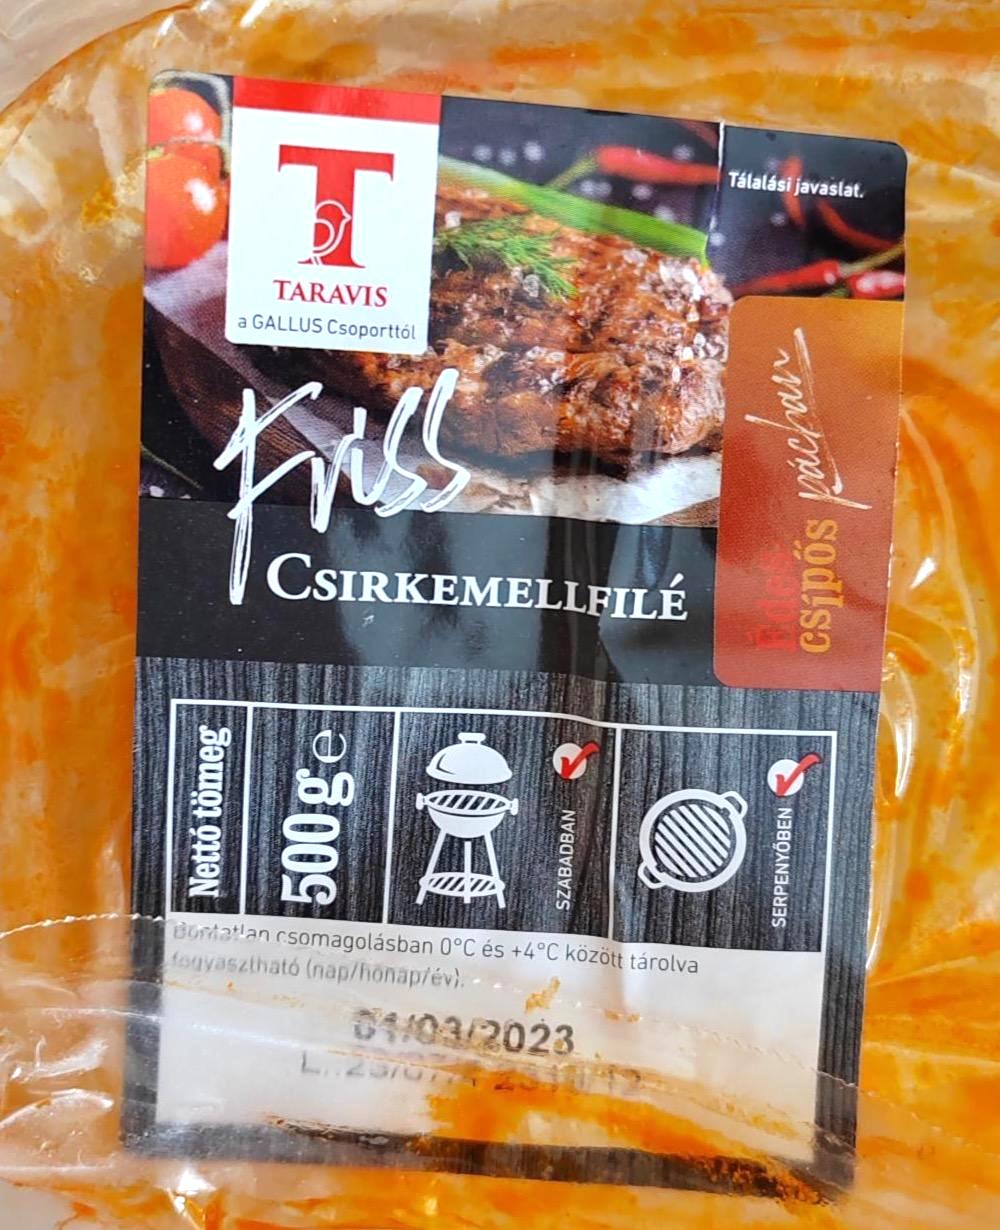 TARAVIS
a GALLUS Csoporttól
Tálalási javaslat.
Friss
CSIRKEMELLFILÉ
Édes
csípős pácban
Nettó tömeg
500 g e
SZABADBAN
SERPENYŐBEN
Bontatlan csomagolásban 0°C és +4°C között tárolva
fogyasztható (nap/hónap/év).
01/03/2023